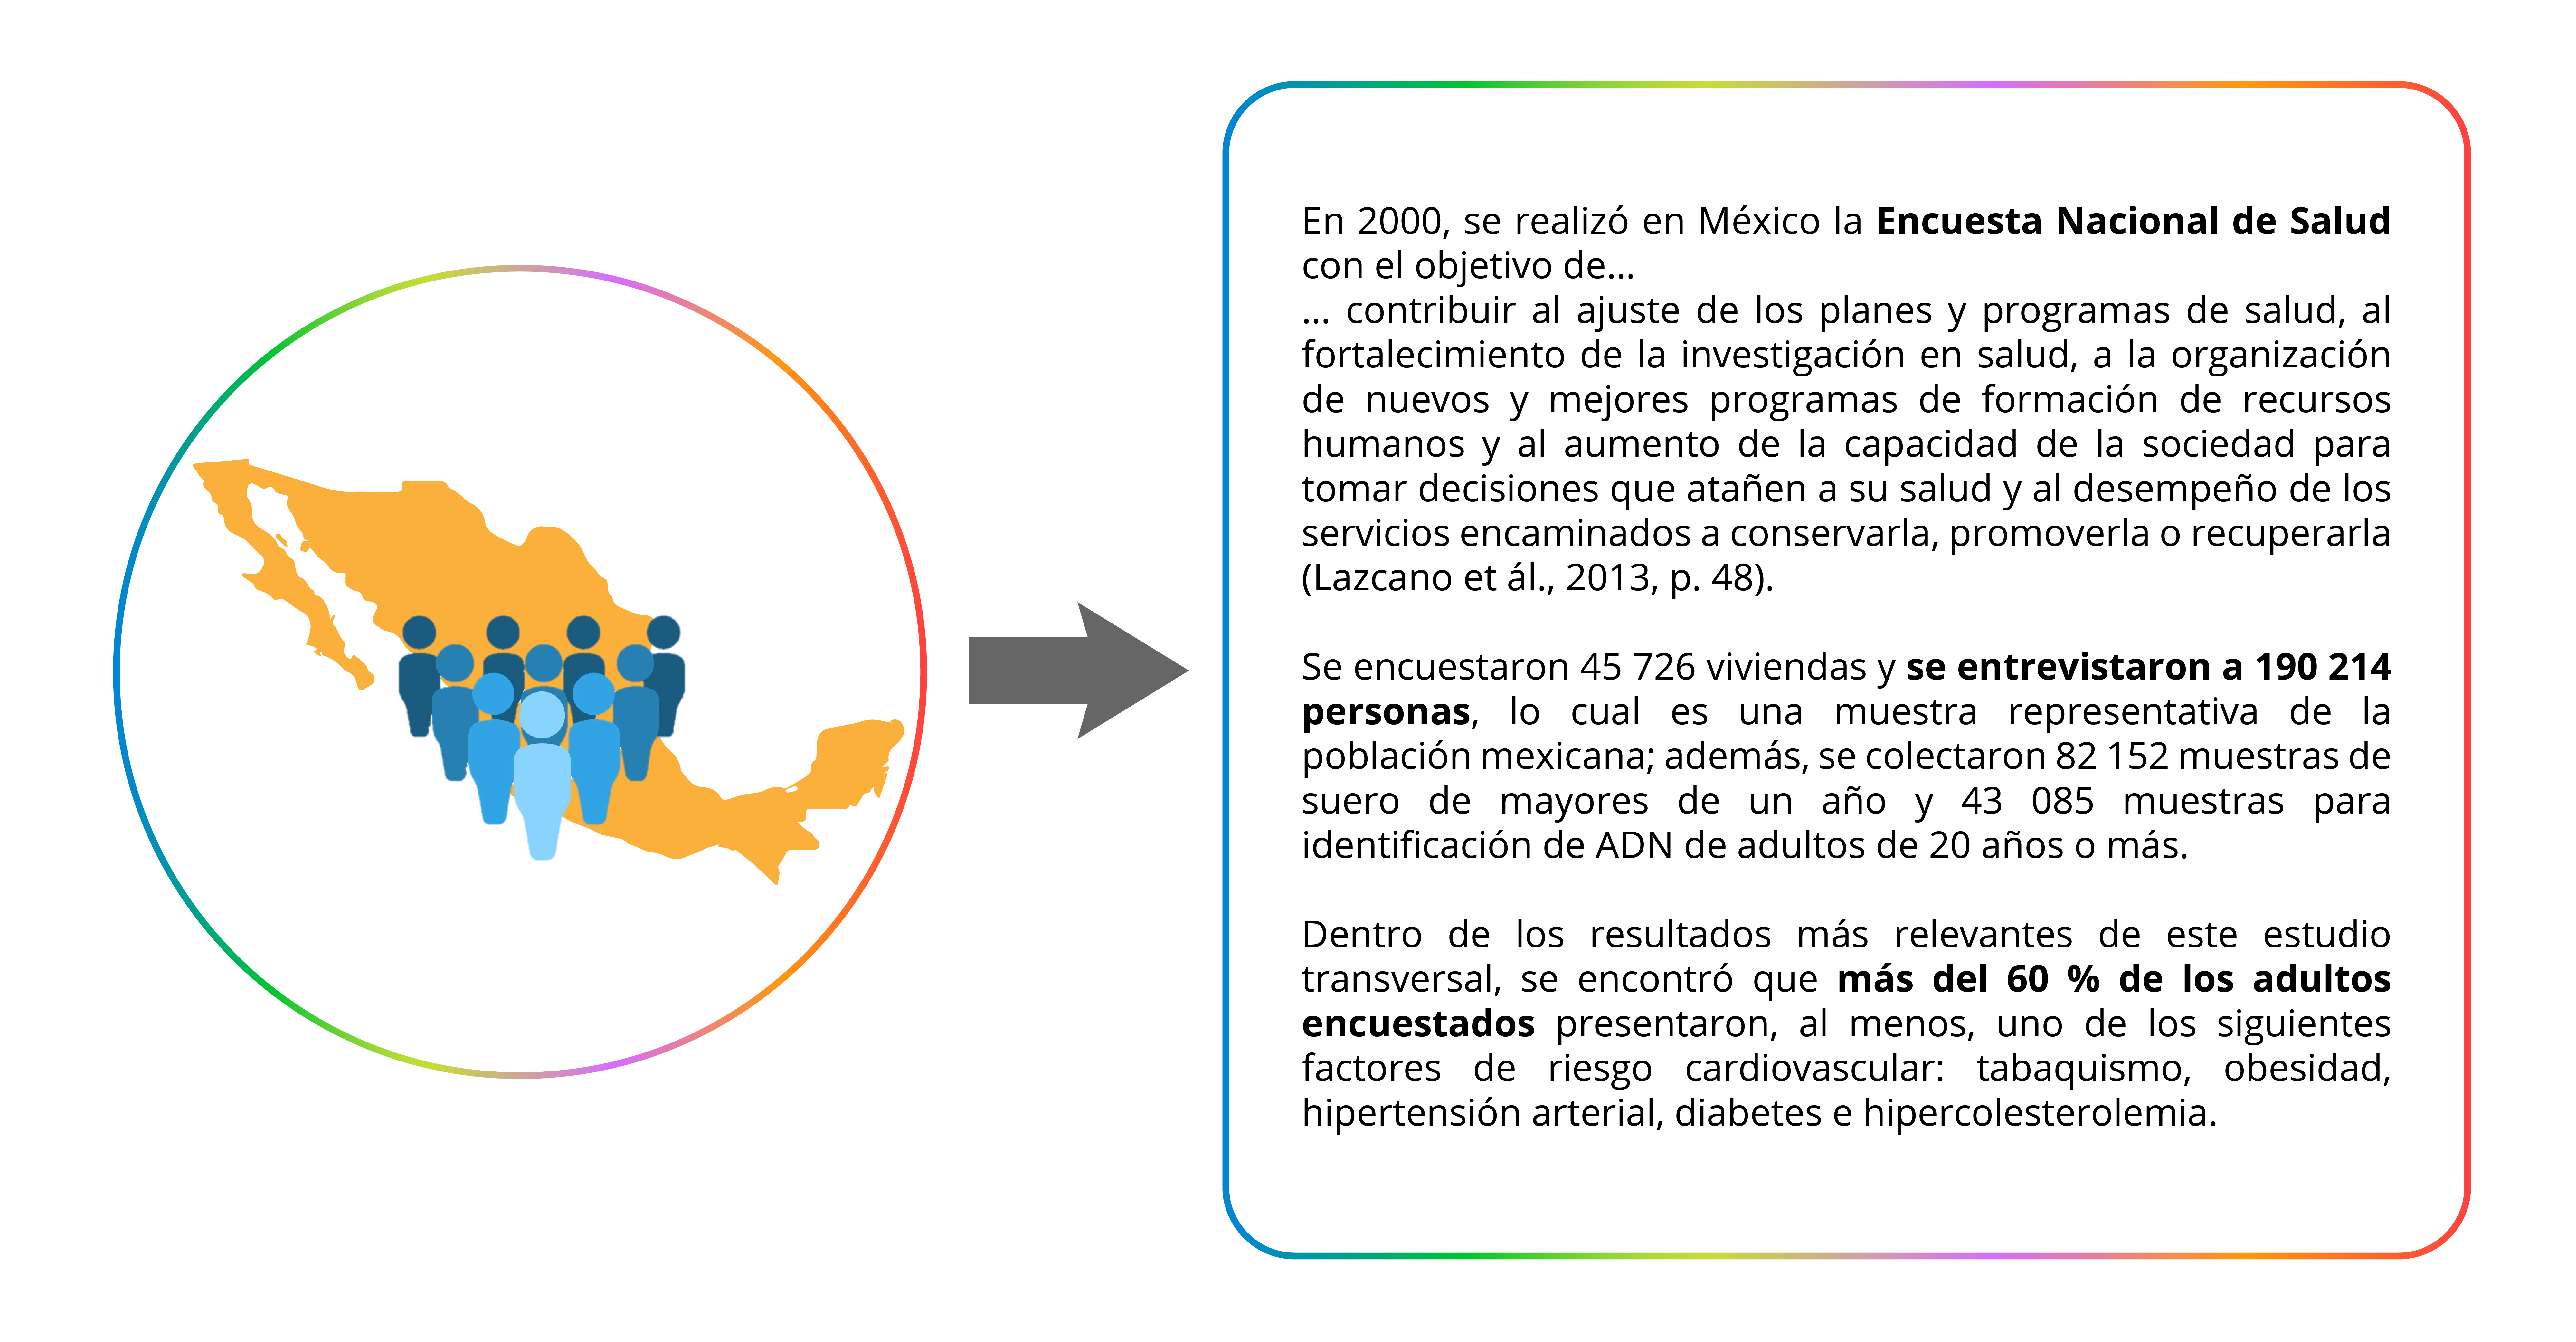 En 2000, se realizó en México la Encuesta Nacional de Salud
con el objetivo de...
... contribuir al ajuste de los planes y programas de salud, al
fortalecimiento de la investigación en salud, a la organización
de nuevos y mejores programas de formación de recursos
humanos y al aumento de la capacidad de la sociedad para
tomar decisiones que atañen a su salud y al desempeño de los
servicios encaminados a conservarla, promoverla o recuperarla
(Lazcano et ál., 2013, p. 48).
Se encuestaron 45 726 viviendas y se entrevistaron a 190 214
personas, lo cual es una muestra representativa de la
población mexicana; además, se colectaron 82 152 muestras de
suero de mayores de un año y 43 085 muestras para
identificación de ADN de adultos de 20 años o más.
Dentro de los resultados más relevantes de este estudio
transversal, se encontró que más del 60 % de los adultos
encuestados presentaron, al menos, uno de los siguientes
factores de riesgo cardiovascular: tabaquismo, obesidad,
hipertensión arterial, diabetes e hipercolesterolemia.